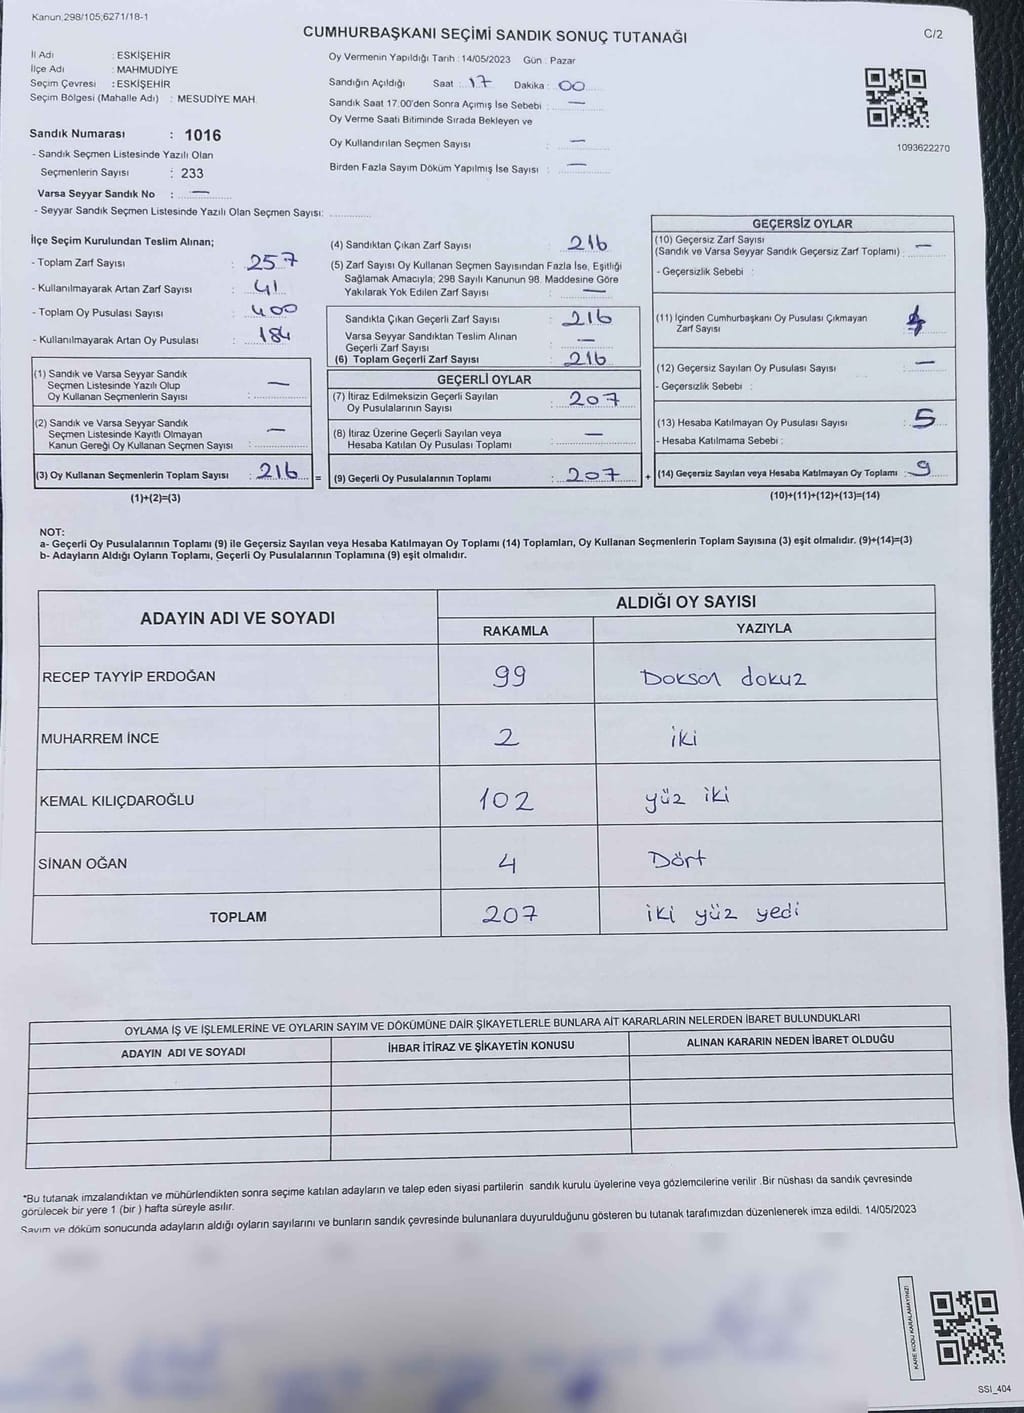 Kanun,298/105;6271/18-1
CUMHURBAŞKANI SEÇİMİ SANDIK SONUÇ TUTANAĞI
C/2
İl Adı : ESKİŞEHİR
İlçe Adı : MAHMUDİYE
Seçim Çevresi : ESKİŞEHİR
Seçim Bölgesi (Mahalle Adı) : MESUDİYE MAH.
Oy Vermenin Yapıldığı Tarih : 14/05/2023 Gün : Pazar
Sandığın Açıldığı Saat : 17 Dakika : 00
Sandık Saat 17.00'den Sonra Açımış İse Sebebi : —
Oy Verme Saati Bitiminde Sırada Bekleyen ve
Oy Kullandırılan Seçmen Sayısı : —
Birden Fazla Sayım Döküm Yapılmış İse Sayısı : —
1093622270
Sandık Numarası : 1016
- Sandık Seçmen Listesinde Yazılı Olan
Seçmenlerin Sayısı : 233
Varsa Seyyar Sandık No : —
- Seyyar Sandık Seçmen Listesinde Yazılı Olan Seçmen Sayısı:
İlçe Seçim Kurulundan Teslim Alınan;
- Toplam Zarf Sayısı : 257
- Kullanılmayarak Artan Zarf Sayısı : 41
- Toplam Oy Pusulası Sayısı : 400
- Kullanılmayarak Artan Oy Pusulası : 184
(1) Sandık ve Varsa Seyyar Sandık
Seçmen Listesinde Yazılı Olup
Oy Kullanan Seçmenlerin Sayısı : —
(2) Sandık ve Varsa Seyyar Sandık
Seçmen Listesinde Kayıtlı Olmayan
Kanun Gereği Oy Kullanan Seçmen Sayısı : —
(3) Oy Kullanan Seçmenlerin Toplam Sayısı : 216 =
(1)+(2)=(3)
(4) Sandıktan Çıkan Zarf Sayısı : 216
(5) Zarf Sayısı Oy Kullanan Seçmen Sayısından Fazla İse, Eşitliği
Sağlamak Amacıyla; 298 Sayılı Kanunun 98. Maddesine Göre
Yakılarak Yok Edilen Zarf Sayısı : —
Sandıkta Çıkan Geçerli Zarf Sayısı : 216
Varsa Seyyar Sandıktan Teslim Alınan
Geçerli Zarf Sayısı : —
(6) Toplam Geçerli Zarf Sayısı : 216
GEÇERLİ OYLAR
(7) İtiraz Edilmeksizin Geçerli Sayılan
Oy Pusulalarının Sayısı : 207
(8) İtiraz Üzerine Geçerli Sayılan veya
Hesaba Katılan Oy Pusulası Toplamı : —
(9) Geçerli Oy Pusulalarının Toplamı : 207 +
GEÇERSİZ OYLAR
(10) Geçersiz Zarf Sayısı
(Sandık ve Varsa Seyyar Sandık Geçersiz Zarf Toplamı) : —
- Geçersizlik Sebebi :
(11) İçinden Cumhurbaşkanı Oy Pusulası Çıkmayan
Zarf Sayısı : 4
(12) Geçersiz Sayılan Oy Pusulası Sayısı : —
- Geçersizlik Sebebi :
(13) Hesaba Katılmayan Oy Pusulası Sayısı : 5
- Hesaba Katılmama Sebebi :
(14) Geçersiz Sayılan veya Hesaba Katılmayan Oy Toplamı : 9
(10)+(11)+(12)+(13)=(14)
NOT:
a- Geçerli Oy Pusulalarının Toplamı (9) ile Geçersiz Sayılan veya Hesaba Katılmayan Oy Toplamı (14) Toplamları, Oy Kullanan Seçmenlerin Toplam Sayısına (3) eşit olmalıdır. (9)+(14)=(3)
b- Adayların Aldığı Oyların Toplamı, Geçerli Oy Pusulalarının Toplamına (9) eşit olmalıdır.
ADAYIN ADI VE SOYADI
ALDIĞI OY SAYISI
RAKAMLA YAZIYLA
RECEP TAYYİP ERDOĞAN 99 Doksan dokuz
MUHARREM İNCE 2 iki
KEMAL KILIÇDAROĞLU 102 yüz iki
SİNAN OĞAN 4 Dört
TOPLAM 207 iki yüz yedi
OYLAMA İŞ VE İŞLEMLERİNE VE OYLARIN SAYIM VE DÖKÜMÜNE DAİR ŞİKAYETLERLE BUNLARA AİT KARARLARIN NELERDEN İBARET BULUNDUKLARI
ADAYIN ADI VE SOYADI İHBAR İTİRAZ VE ŞİKAYETİN KONUSU ALINAN KARARIN NEDEN İBARET OLDUĞU
*Bu tutanak imzalandıktan ve mühürlendikten sonra seçime katılan adayların ve talep eden siyasi partilerin sandık kurulu üyelerine veya gözlemcilerine verilir .Bir nüshası da sandık çevresinde
görülecek bir yere 1 (bir ) hafta süreyle asılır.
Sayım ve döküm sonucunda adayların aldığı oyların sayılarını ve bunların sandık çevresinde bulunanlara duyurulduğunu gösteren bu tutanak tarafımızdan düzenlenerek imza edildi. 14/05/2023
KARE KODU KARALAMAYINIZ!
SSI_404